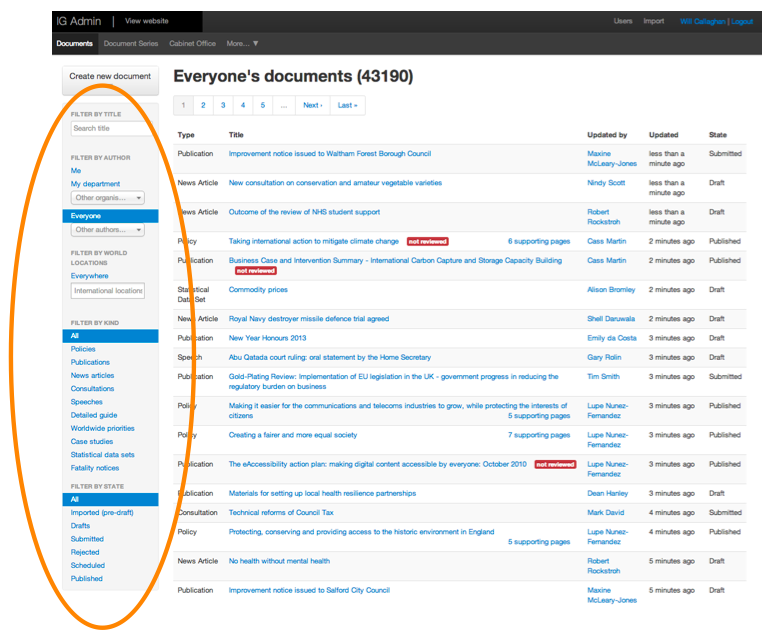 IG Admin | View website Users Import Will Callaghan | Logout
Documents Document Series Cabinet Office More... ▼
Create new document
FILTER BY TITLE
Search title
FILTER BY AUTHOR
Me
My department
Other organis...
Everyone
Other authors...
FILTER BY WORLD
LOCATIONS
Everywhere
International locations
FILTER BY KIND
All
Policies
Publications
News articles
Consultations
Speeches
Detailed guide
Worldwide priorities
Case studies
Statistical data sets
Fatality notices
FILTER BY STATE
All
Imported (pre-draft)
Drafts
Submitted
Rejected
Scheduled
Published
Everyone's documents (43190)
1 2 3 4 5 ... Next › Last »
Type Title Updated by Updated State
Publication Improvement notice issued to Waltham Forest Borough Council Maxine less than a Submitted
McLeary-Jones minute ago
News Article New consultation on conservation and amateur vegetable varieties Nindy Scott less than a Draft
minute ago
News Article Outcome of the review of NHS student support Robert less than a Draft
Rockstroh minute ago
Policy Taking international action to mitigate climate change not reviewed 6 supporting pages Cass Martin 2 minutes ago Published
Publication Business Case and Intervention Summary - International Carbon Capture and Storage Capacity Building Cass Martin 2 minutes ago Published
not reviewed
Statistical Commodity prices Alison Bromley 2 minutes ago Draft
Data Set
News Article Royal Navy destroyer missile defence trial agreed Shell Daruwala 2 minutes ago Draft
Publication New Year Honours 2013 Emily da Costa 3 minutes ago Draft
Speech Abu Qatada court ruling: oral statement by the Home Secretary Gary Rolin 3 minutes ago Draft
Publication Gold-Plating Review: Implementation of EU legislation in the UK - government progress in reducing the Tim Smith 3 minutes ago Submitted
regulatory burden on business
Policy Making it easier for the communications and telecoms industries to grow, while protecting the interests of Lupe Nunez- 3 minutes ago Published
citizens 5 supporting pages Fernandez
Policy Creating a fairer and more equal society 7 supporting pages Lupe Nunez- 3 minutes ago Published
Fernandez
Publication The eAccessibility action plan: making digital content accessible by everyone: October 2010 not reviewed Lupe Nunez- 3 minutes ago Published
Fernandez
Publication Materials for setting up local health resilience partnerships Dean Hanley 3 minutes ago Draft
Consultation Technical reforms of Council Tax Mark David 4 minutes ago Submitted
Policy Protecting, conserving and providing access to the historic environment in England Lupe Nunez- 4 minutes ago Published
5 supporting pages Fernandez
News Article No health without mental health Robert 5 minutes ago Draft
Rockstroh
Publication Improvement notice issued to Salford City Council Maxine 5 minutes ago Draft
McLeary-Jones